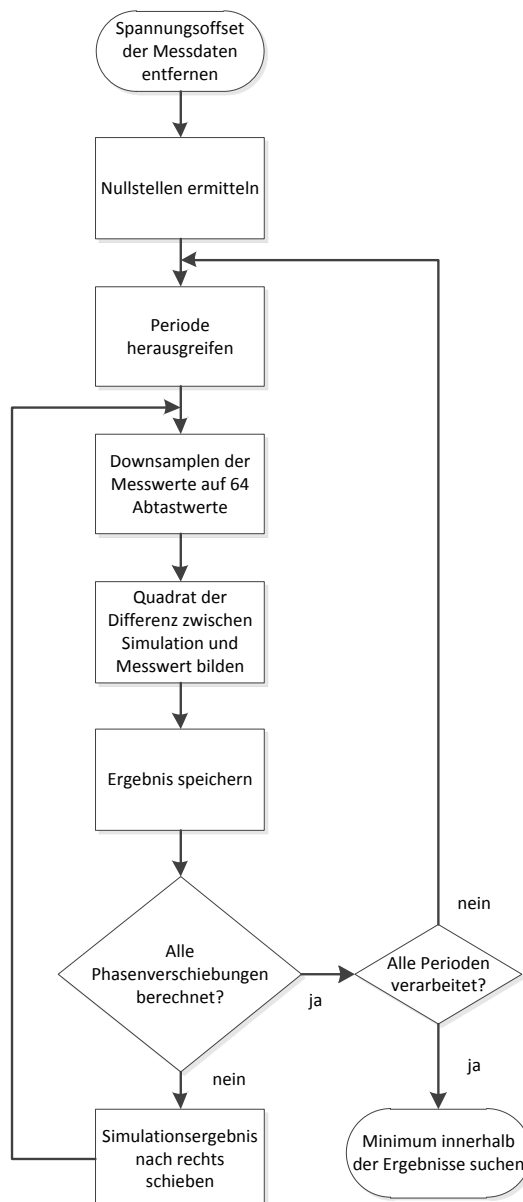 Spannungsoffset
der Messdaten
entfernen
Nullstellen ermitteln
Periode
herausgreifen
Downsamplen der
Messwerte auf 64
Abtastwerte
Quadrat der
Differenz zwischen
Simulation und
Messwert bilden
Ergebnis speichern
Alle
Phasenverschiebungen
berechnet?
ja
nein
Alle Perioden
verarbeitet?
nein
ja
Simulationsergebnis
nach rechts
schieben
Minimum innerhalb
der Ergebnisse suchen